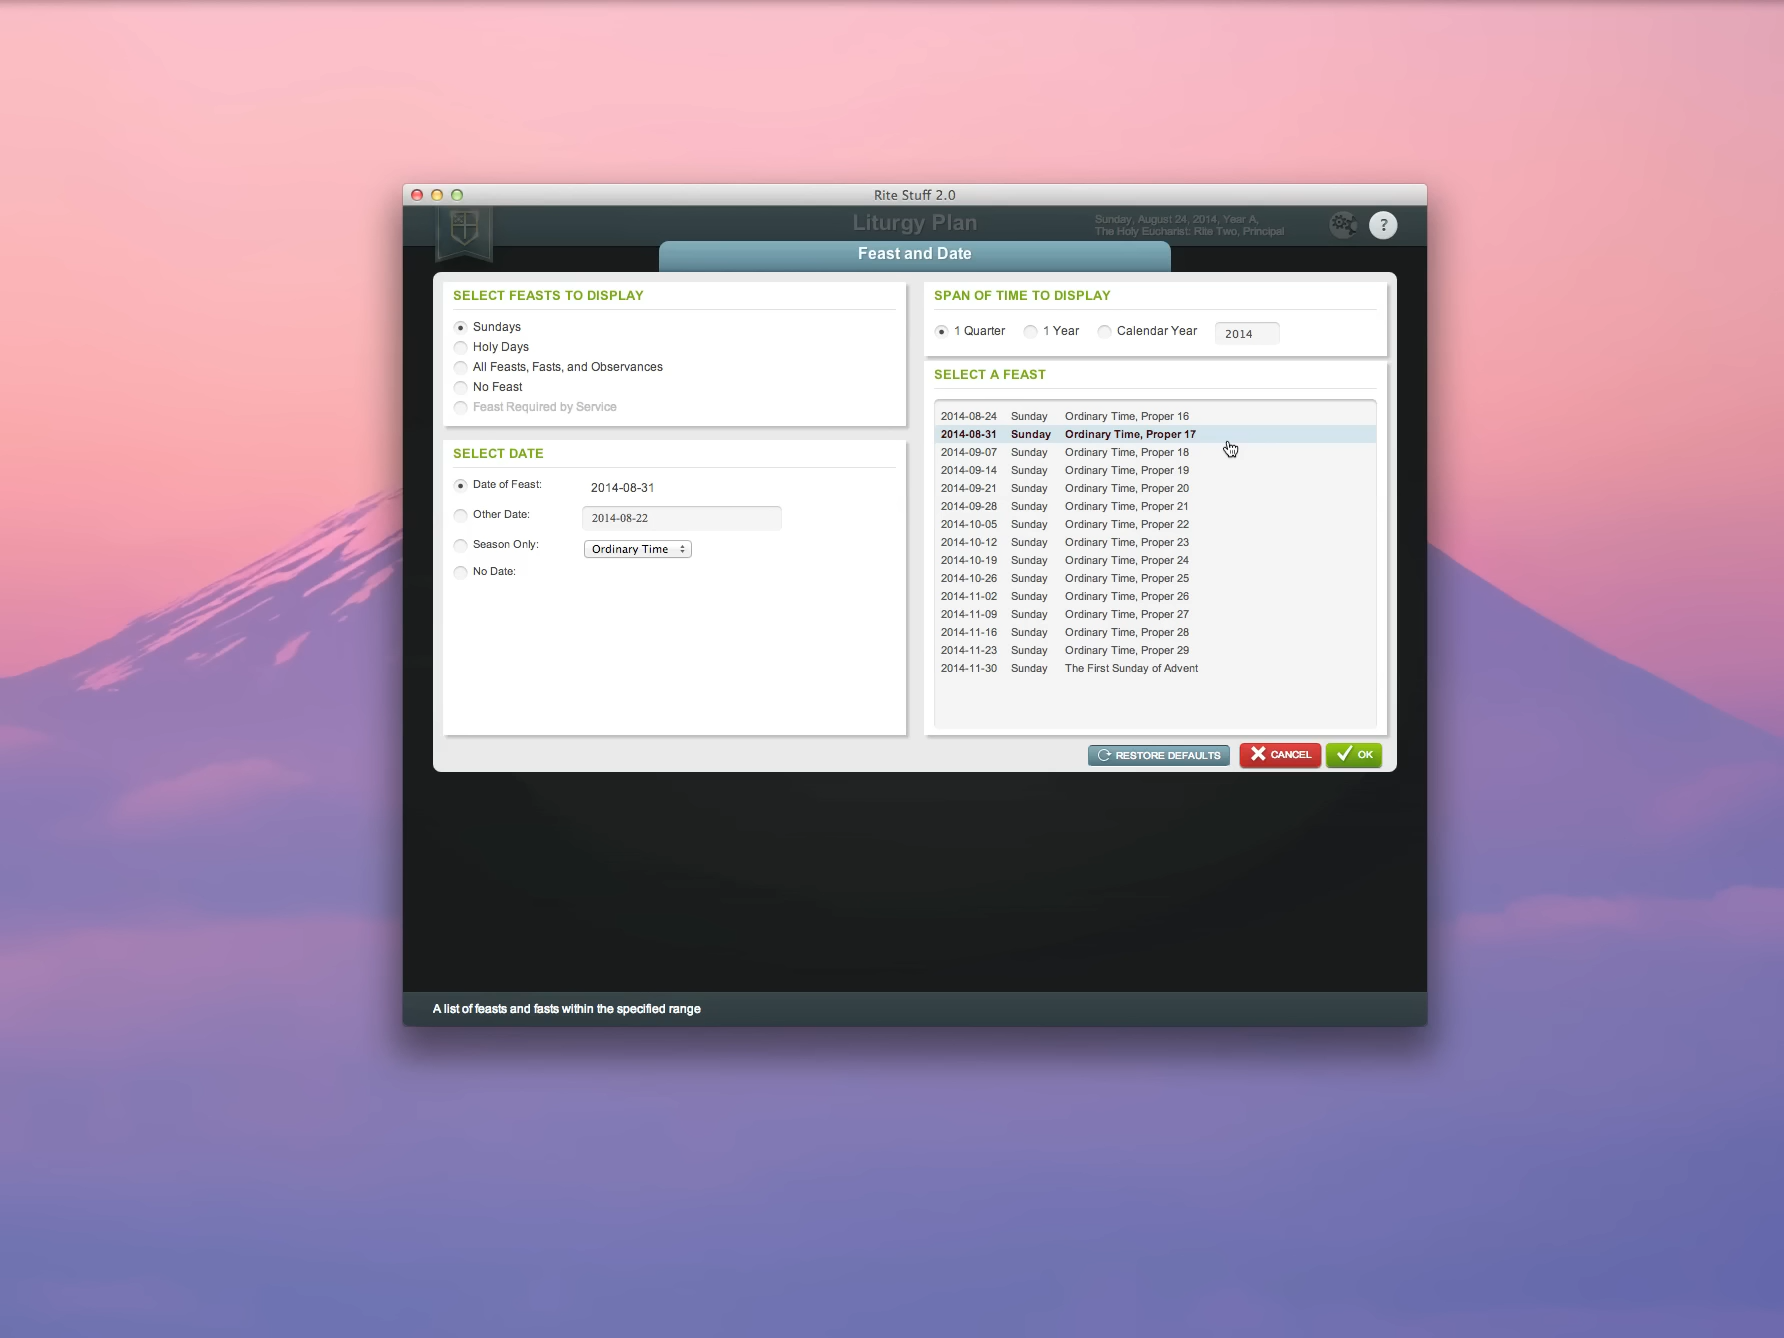 Rite Stuff 2.0
Liturgy Plan
Sunday, August 24, 2014, Year A,
The Holy Eucharist: Rite Two, Principal
?
Feast and Date
SELECT FEASTS TO DISPLAY
Sundays
Holy Days
All Feasts, Fasts, and Observances
No Feast
Feast Required by Service
SELECT DATE
Date of Feast: 2014-08-31
Other Date: 2014-08-22
Season Only: Ordinary Time
No Date:
SPAN OF TIME TO DISPLAY
1 Quarter 1 Year Calendar Year 2014
SELECT A FEAST
2014-08-24 Sunday Ordinary Time, Proper 16
2014-08-31 Sunday Ordinary Time, Proper 17
2014-09-07 Sunday Ordinary Time, Proper 18
2014-09-14 Sunday Ordinary Time, Proper 19
2014-09-21 Sunday Ordinary Time, Proper 20
2014-09-28 Sunday Ordinary Time, Proper 21
2014-10-05 Sunday Ordinary Time, Proper 22
2014-10-12 Sunday Ordinary Time, Proper 23
2014-10-19 Sunday Ordinary Time, Proper 24
2014-10-26 Sunday Ordinary Time, Proper 25
2014-11-02 Sunday Ordinary Time, Proper 26
2014-11-09 Sunday Ordinary Time, Proper 27
2014-11-16 Sunday Ordinary Time, Proper 28
2014-11-23 Sunday Ordinary Time, Proper 29
2014-11-30 Sunday The First Sunday of Advent
RESTORE DEFAULTS CANCEL OK
A list of feasts and fasts within the specified range